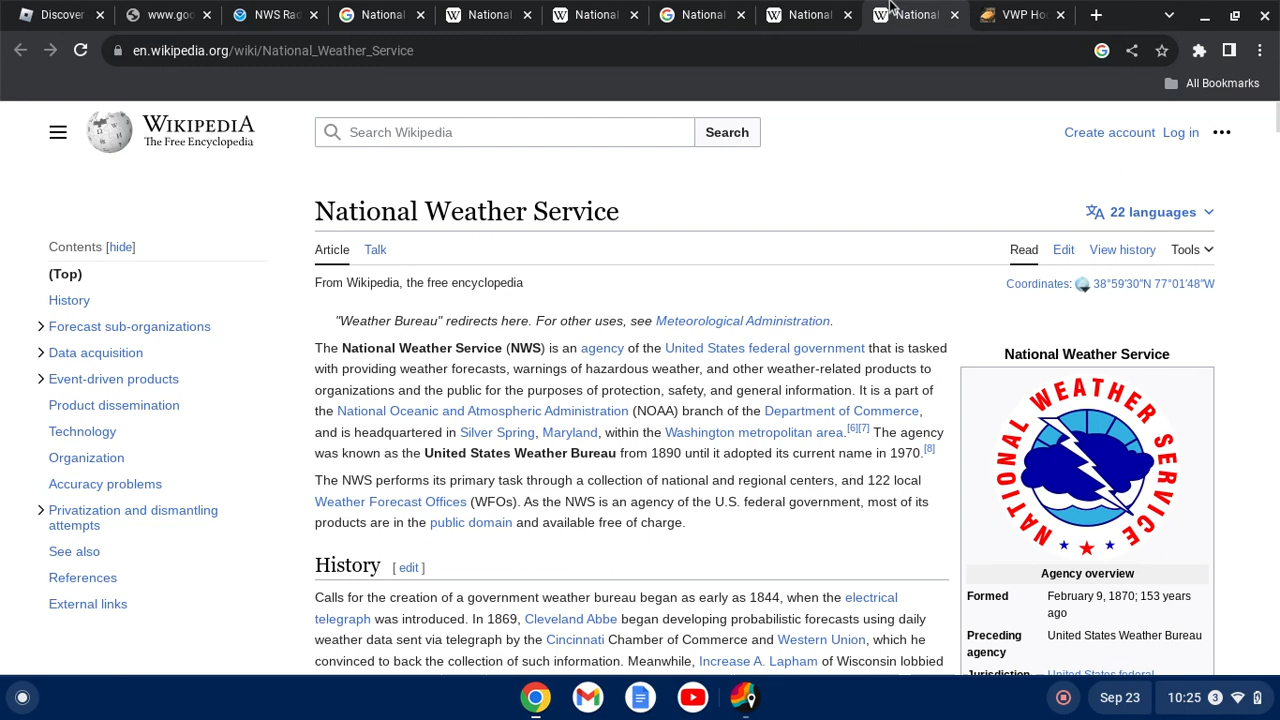 Discover
www.goo
NWS Rad
National
National
National
National
National
National
VWP Ho
en.wikipedia.org/wiki/National_Weather_Service
All Bookmarks
WIKIPEDIA
The Free Encyclopedia
Search Wikipedia
Search
Create account Log in
National Weather Service
22 languages
Contents [hide]
(Top)
History
Forecast sub-organizations
Data acquisition
Event-driven products
Product dissemination
Technology
Organization
Accuracy problems
Privatization and dismantling
attempts
See also
References
External links
Article Talk
Read Edit View history Tools
From Wikipedia, the free encyclopedia
Coordinates: 38°59′30″N 77°01′48″W
"Weather Bureau" redirects here. For other uses, see Meteorological Administration.
The National Weather Service (NWS) is an agency of the United States federal government that is tasked
with providing weather forecasts, warnings of hazardous weather, and other weather-related products to
organizations and the public for the purposes of protection, safety, and general information. It is a part of
the National Oceanic and Atmospheric Administration (NOAA) branch of the Department of Commerce,
and is headquartered in Silver Spring, Maryland, within the Washington metropolitan area.[6][7] The agency
was known as the United States Weather Bureau from 1890 until it adopted its current name in 1970.[8]
The NWS performs its primary task through a collection of national and regional centers, and 122 local
Weather Forecast Offices (WFOs). As the NWS is an agency of the U.S. federal government, most of its
products are in the public domain and available free of charge.
History [ edit ]
Calls for the creation of a government weather bureau began as early as 1844, when the electrical
telegraph was introduced. In 1869, Cleveland Abbe began developing probabilistic forecasts using daily
weather data sent via telegraph by the Cincinnati Chamber of Commerce and Western Union, which he
convinced to back the collection of such information. Meanwhile, Increase A. Lapham of Wisconsin lobbied
National Weather Service
NATIONAL WEATHER SERVICE
Agency overview
Formed February 9, 1870; 153 years
ago
Preceding United States Weather Bureau
agency
Jurisdiction United States federal
Sep 23
10:25
3